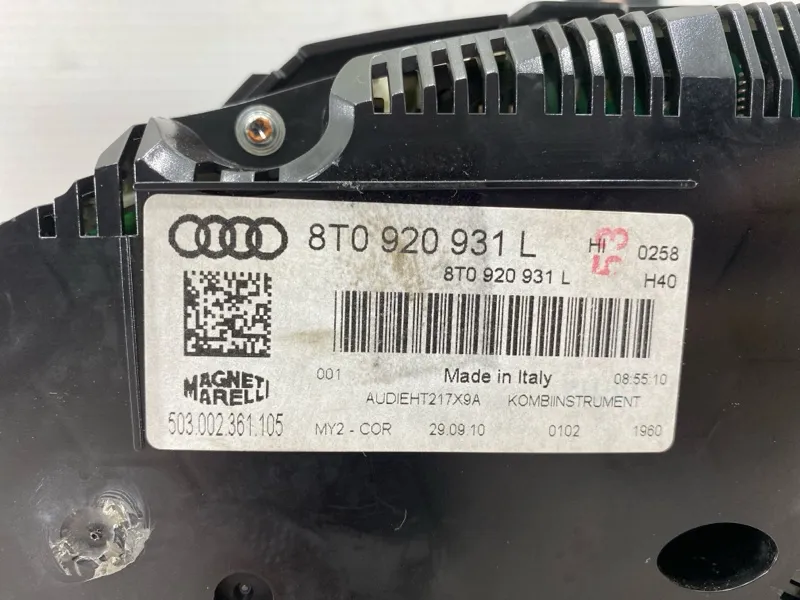 8T0 920 931 L HI 53 0258
8T0 920 931 L H40
MAGNETI
MARELLI
001 Made in Italy 08:55:10
AUDIEHT217X9A KOMBIINSTRUMENT
503.002.361.105 MY2 - COR 29.09.10 0102 1960